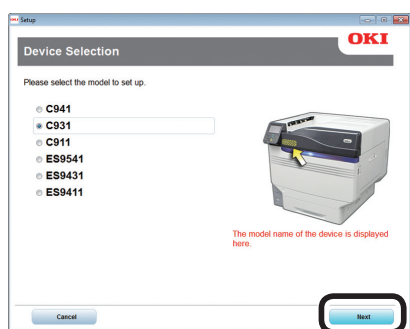 OKI Setup
OKI
Device Selection
Please select the model to set up.
C941
C931
C911
ES9541
ES9431
ES9411
The model name of the device is displayed
here.
Cancel
Next